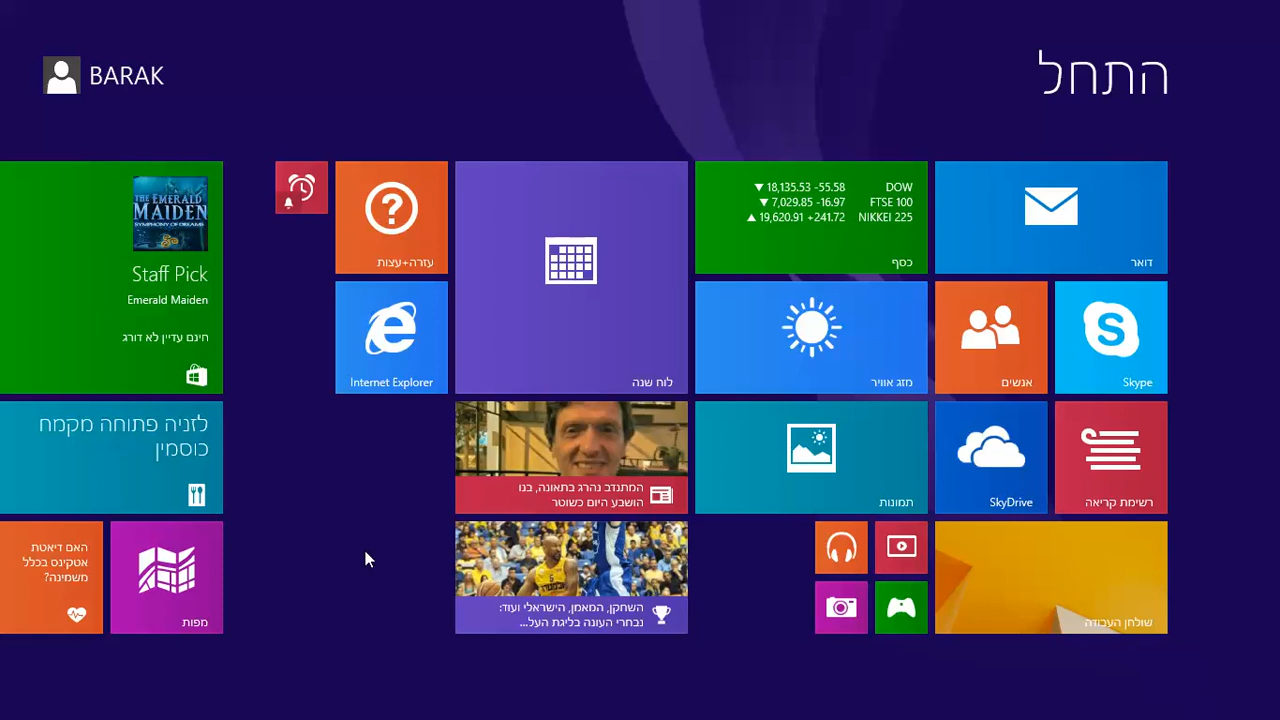 התחל
BARAK
דואר
DOW ▼ 18,135.53 -55.58
FTSE 100 ▼ 7,029.85 -16.97
NIKKEI 225 ▲ 19,620.91 +241.72
כסף
לוח שנה
עזרה+עצות
Skype
אנשים
מזג אוויר
Internet Explorer
רשימת קריאה
SkyDrive
תמונות
המתנדב נהרג בתאונה, בנו
הושבע היום כשוטר
שולחן העבודה
השחקן, המאמן, הישראלי ועוד:
נבחרי העונה בליגת העל...
THE EMERALD
MAIDEN
SYMPHONY OF DREAMS
Staff Pick
Emerald Maiden
חינם עדיין לא דורג
לזניה פתוחה מקמח
כוסמין
מפות
האם דיאטת
אטקינס בכלל
משמינה?